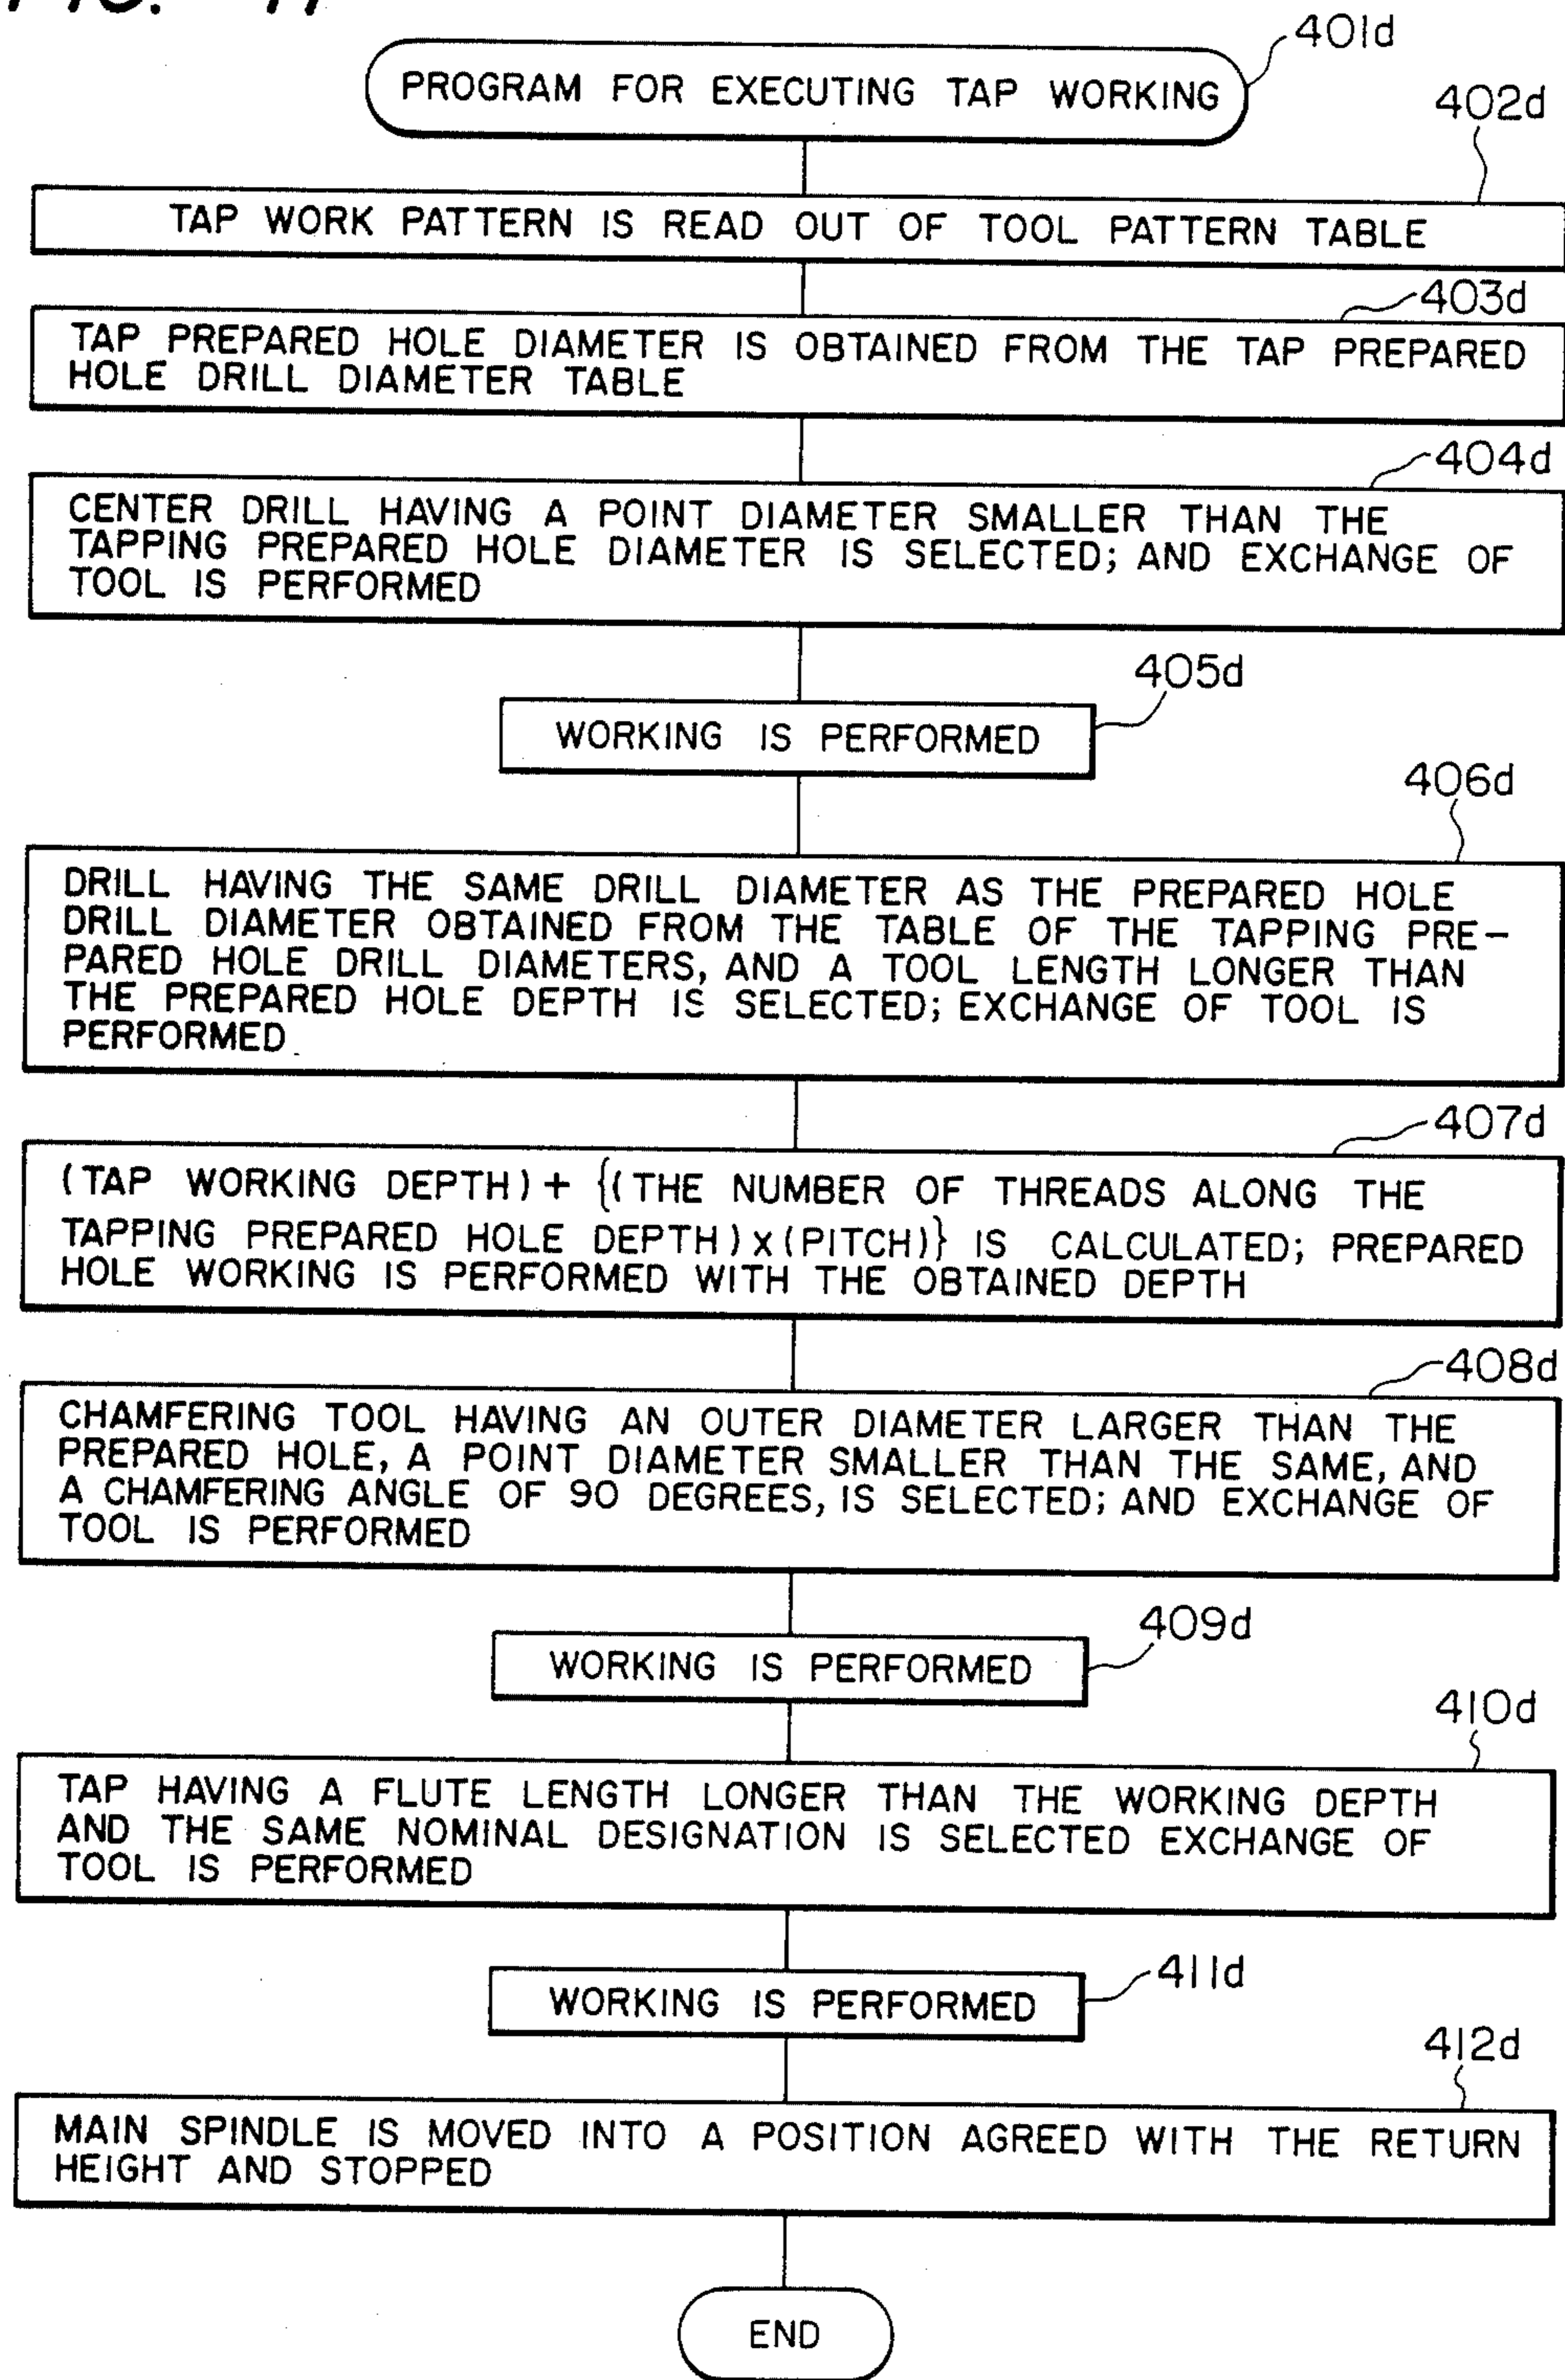 401d
PROGRAM FOR EXECUTING TAP WORKING
402d
TAP WORK PATTERN IS READ OUT OF TOOL PATTERN TABLE
403d
TAP PREPARED HOLE DIAMETER IS OBTAINED FROM THE TAP PREPARED
HOLE DRILL DIAMETER TABLE
404d
CENTER DRILL HAVING A POINT DIAMETER SMALLER THAN THE
TAPPING PREPARED HOLE DIAMETER IS SELECTED; AND EXCHANGE OF
TOOL IS PERFORMED
405d
WORKING IS PERFORMED
406d
DRILL HAVING THE SAME DRILL DIAMETER AS THE PREPARED HOLE
DRILL DIAMETER OBTAINED FROM THE TABLE OF THE TAPPING PRE-
PARED HOLE DRILL DIAMETERS, AND A TOOL LENGTH LONGER THAN
THE PREPARED HOLE DEPTH IS SELECTED; EXCHANGE OF TOOL IS
PERFORMED
407d
(TAP WORKING DEPTH) + {(THE NUMBER OF THREADS ALONG THE
TAPPING PREPARED HOLE DEPTH) X (PITCH)} IS CALCULATED; PREPARED
HOLE WORKING IS PERFORMED WITH THE OBTAINED DEPTH
408d
CHAMFERING TOOL HAVING AN OUTER DIAMETER LARGER THAN THE
PREPARED HOLE, A POINT DIAMETER SMALLER THAN THE SAME, AND
A CHAMFERING ANGLE OF 90 DEGREES, IS SELECTED; AND EXCHANGE OF
TOOL IS PERFORMED
409d
WORKING IS PERFORMED
410d
TAP HAVING A FLUTE LENGTH LONGER THAN THE WORKING DEPTH
AND THE SAME NOMINAL DESIGNATION IS SELECTED EXCHANGE OF
TOOL IS PERFORMED
411d
WORKING IS PERFORMED
412d
MAIN SPINDLE IS MOVED INTO A POSITION AGREED WITH THE RETURN
HEIGHT AND STOPPED
END